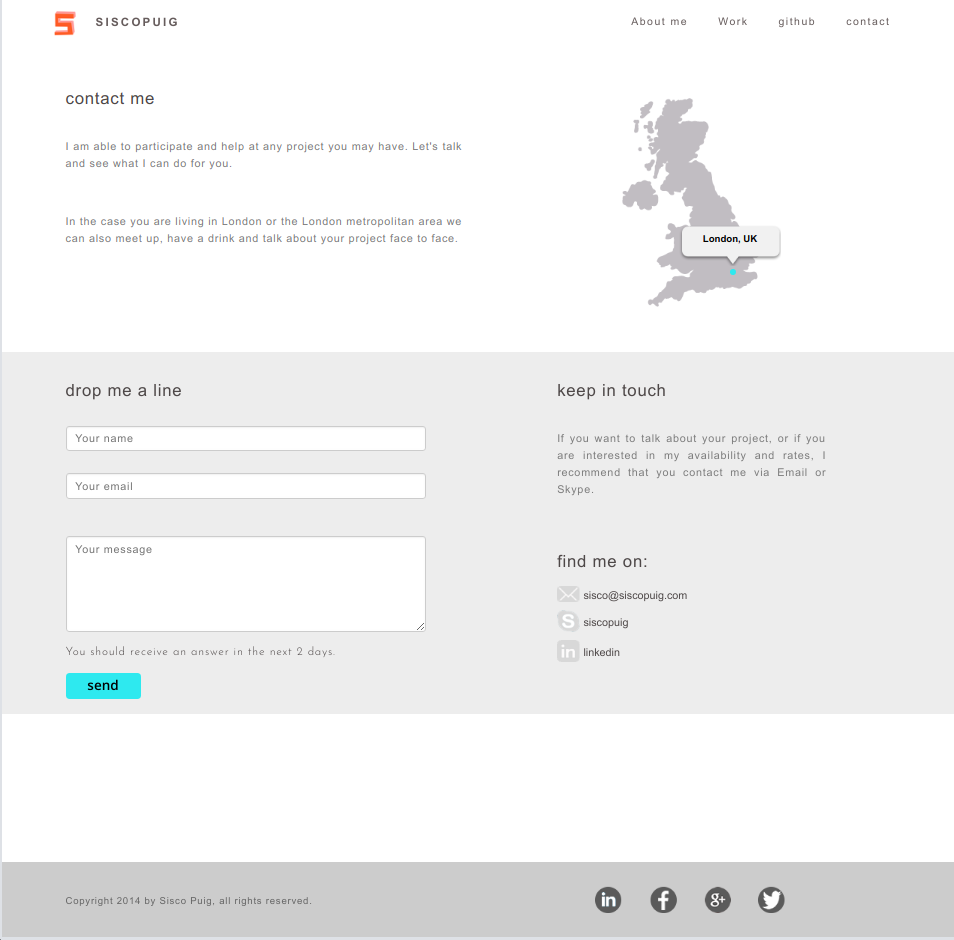 SISCOPUIG
About me Work github contact
contact me
I am able to participate and help at any project you may have. Let's talk
and see what I can do for you.
In the case you are living in London or the London metropolitan area we
can also meet up, have a drink and talk about your project face to face.
London, UK
drop me a line
Your name
Your email
Your message
You should receive an answer in the next 2 days.
send
keep in touch
If you want to talk about your project, or if you
are interested in my availability and rates, I
recommend that you contact me via Email or
Skype.
find me on:
sisco@siscopuig.com
siscopuig
linkedin
Copyright 2014 by Sisco Puig, all rights reserved.